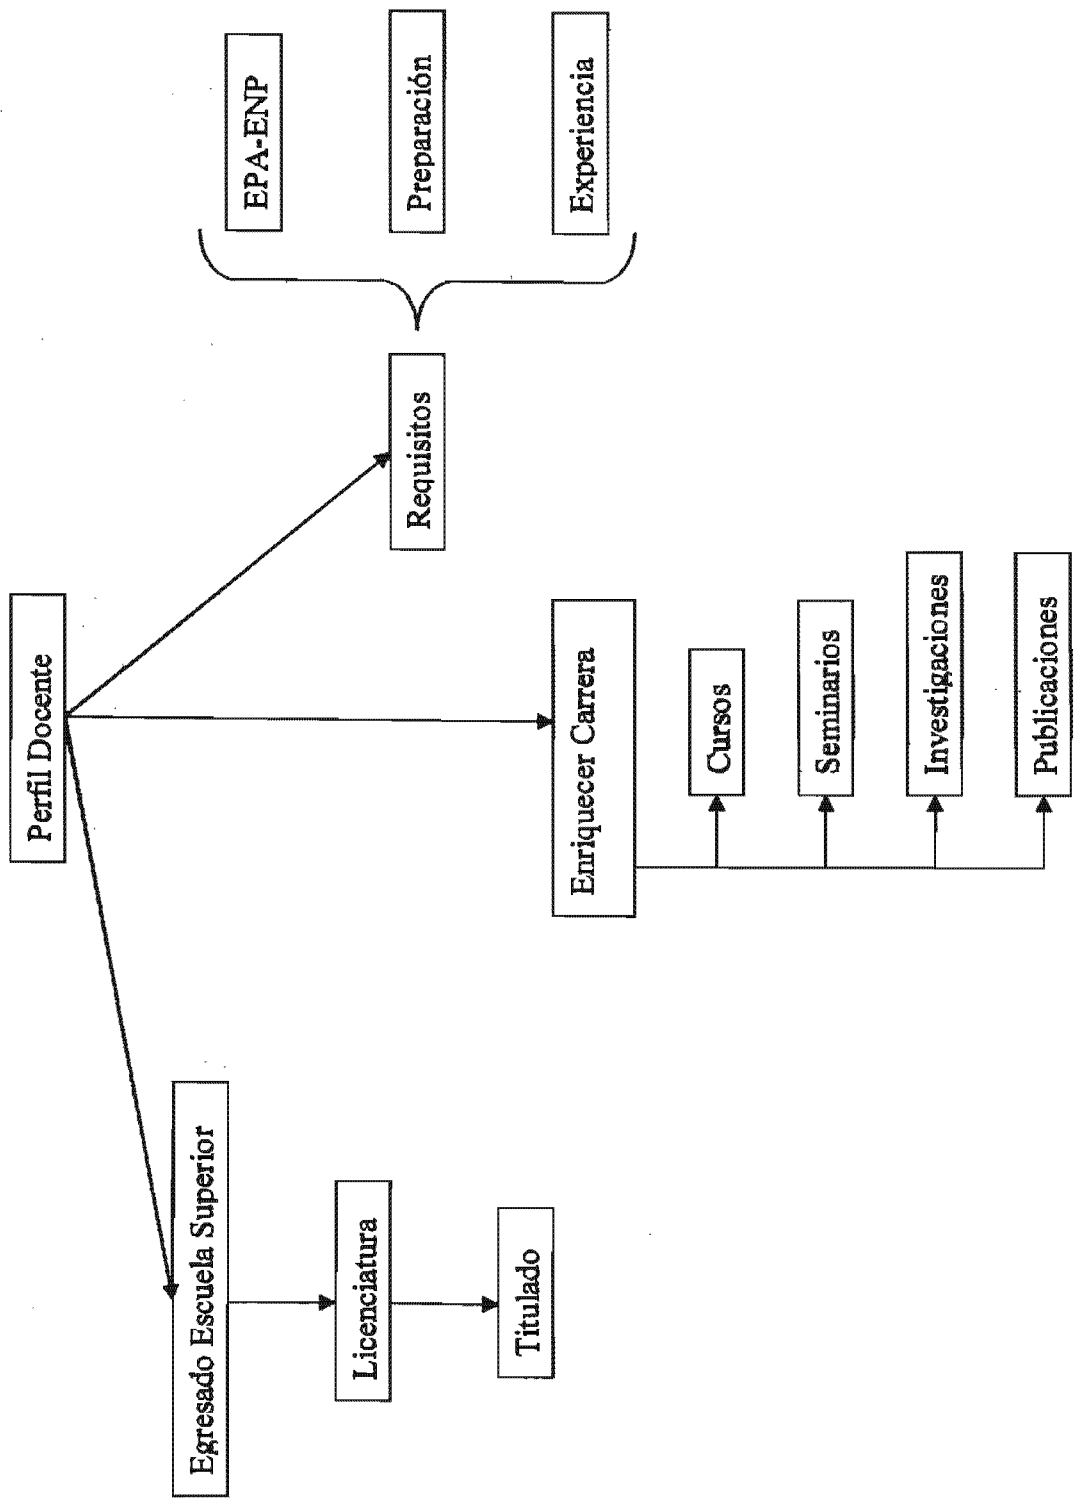 Perfil Docente
Egresado Escuela Superior
Licenciatura
Titulado
Enriquecer Carrera
Cursos
Seminarios
Investigaciones
Publicaciones
Requisitos
EPA-ENP
Preparación
Experiencia